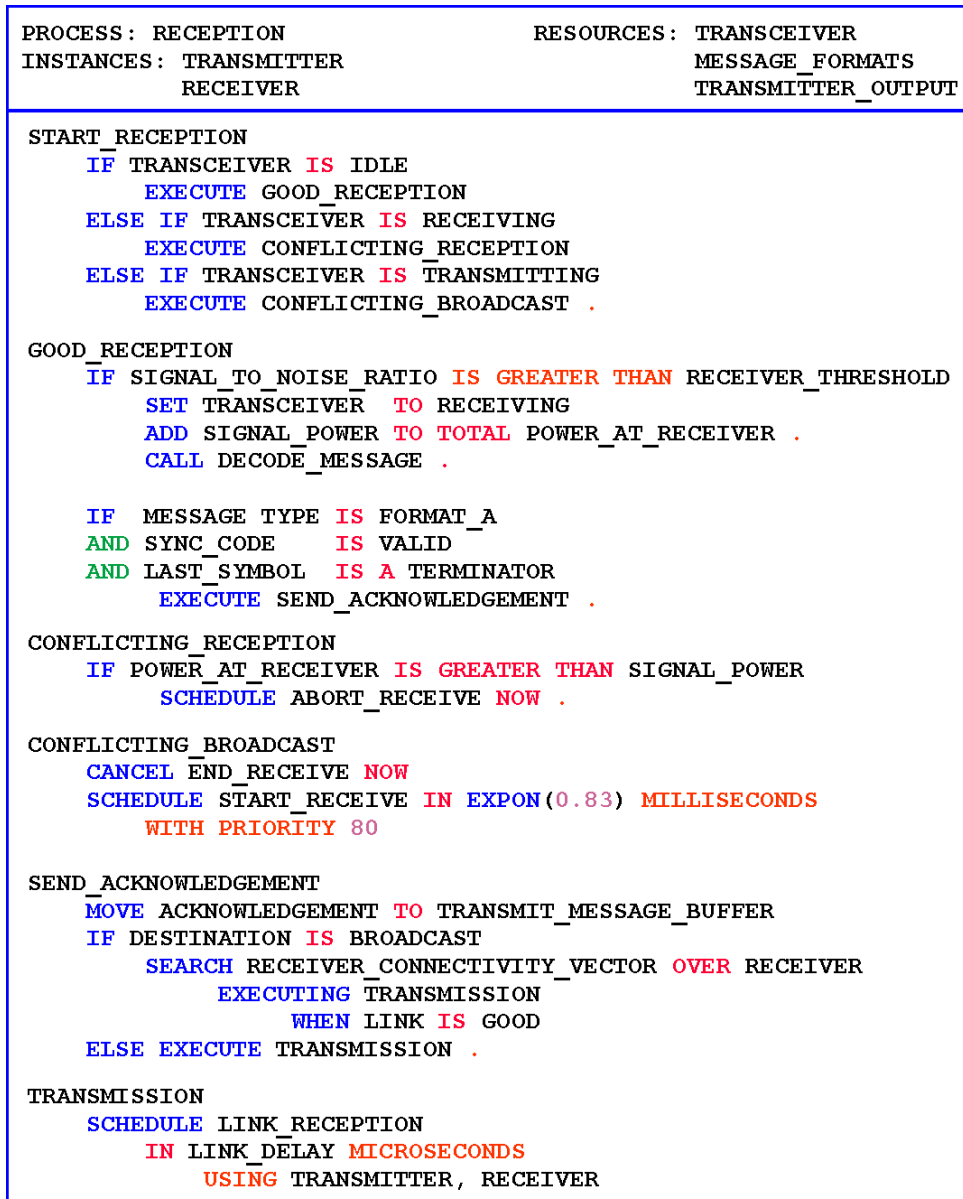 PROCESS: RECEPTION RESOURCES: TRANSCEIVER
INSTANCES: TRANSMITTER MESSAGE_FORMATS
RECEIVER TRANSMITTER_OUTPUT
START_RECEPTION
IF TRANSCEIVER IS IDLE
EXECUTE GOOD_RECEPTION
ELSE IF TRANSCEIVER IS RECEIVING
EXECUTE CONFLICTING_RECEPTION
ELSE IF TRANSCEIVER IS TRANSMITTING
EXECUTE CONFLICTING_BROADCAST .
GOOD_RECEPTION
IF SIGNAL_TO_NOISE_RATIO IS GREATER THAN RECEIVER_THRESHOLD
SET TRANSCEIVER TO RECEIVING
ADD SIGNAL_POWER TO TOTAL POWER_AT_RECEIVER .
CALL DECODE_MESSAGE .
IF MESSAGE TYPE IS FORMAT_A
AND SYNC_CODE IS VALID
AND LAST_SYMBOL IS A TERMINATOR
EXECUTE SEND_ACKNOWLEDGEMENT .
CONFLICTING_RECEPTION
IF POWER_AT_RECEIVER IS GREATER THAN SIGNAL_POWER
SCHEDULE ABORT_RECEIVE NOW .
CONFLICTING_BROADCAST
CANCEL END_RECEIVE NOW
SCHEDULE START_RECEIVE IN EXPON(0.83) MILLISECONDS
WITH PRIORITY 80
SEND_ACKNOWLEDGEMENT
MOVE ACKNOWLEDGEMENT TO TRANSMIT_MESSAGE_BUFFER
IF DESTINATION IS BROADCAST
SEARCH RECEIVER_CONNECTIVITY_VECTOR OVER RECEIVER
EXECUTING TRANSMISSION
WHEN LINK IS GOOD
ELSE EXECUTE TRANSMISSION .
TRANSMISSION
SCHEDULE LINK_RECEPTION
IN LINK_DELAY MICROSECONDS
USING TRANSMITTER, RECEIVER